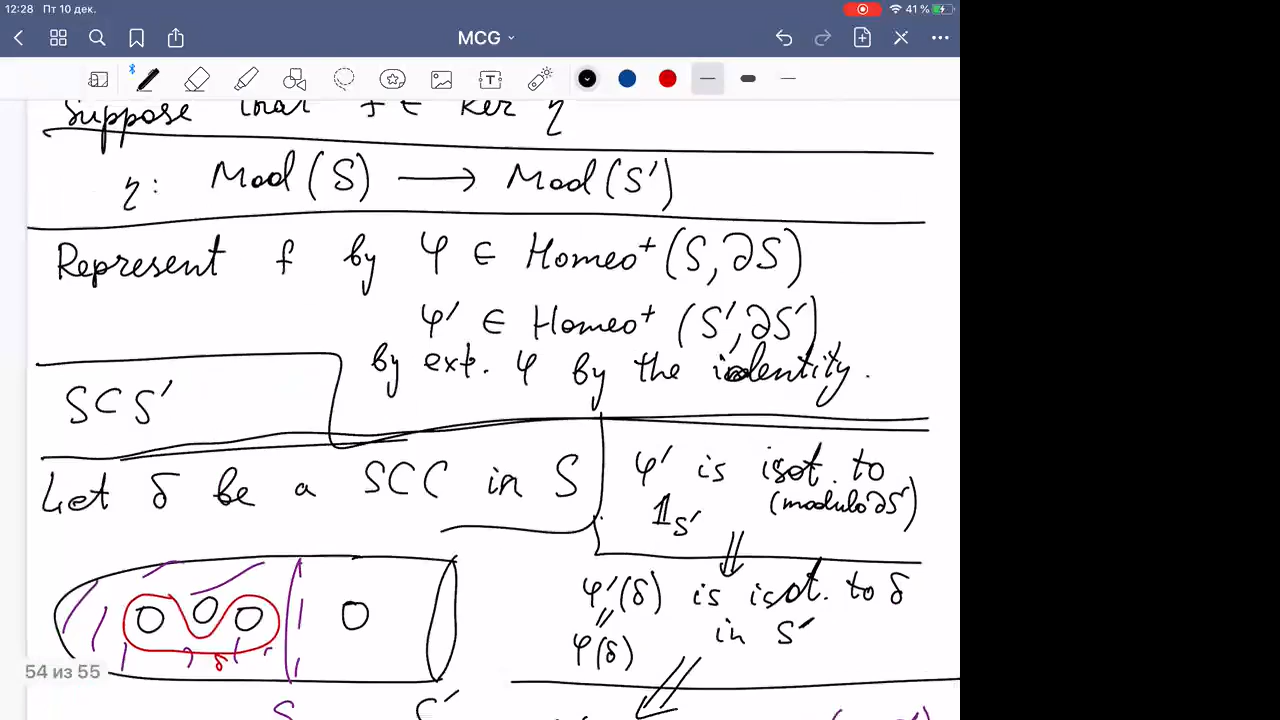 12:28 Пт 10 дек.
41 %
MCG
Suppose that f ∈ ker η
η: Mod (S) ⟶ Mod (S')
Represent f by φ ∈ Homeo⁺ (S, ∂S)
φ' ∈ Homeo⁺ (S', ∂S')
by ext. φ by the identity.
S⊂S'
Let δ be a SCC in S
φ' is isot. to
𝟙_S' (modulo ∂S')
⇓
φ'(δ) is isot. to δ
in S'
φ(δ)
δ
54 из 55
S S'